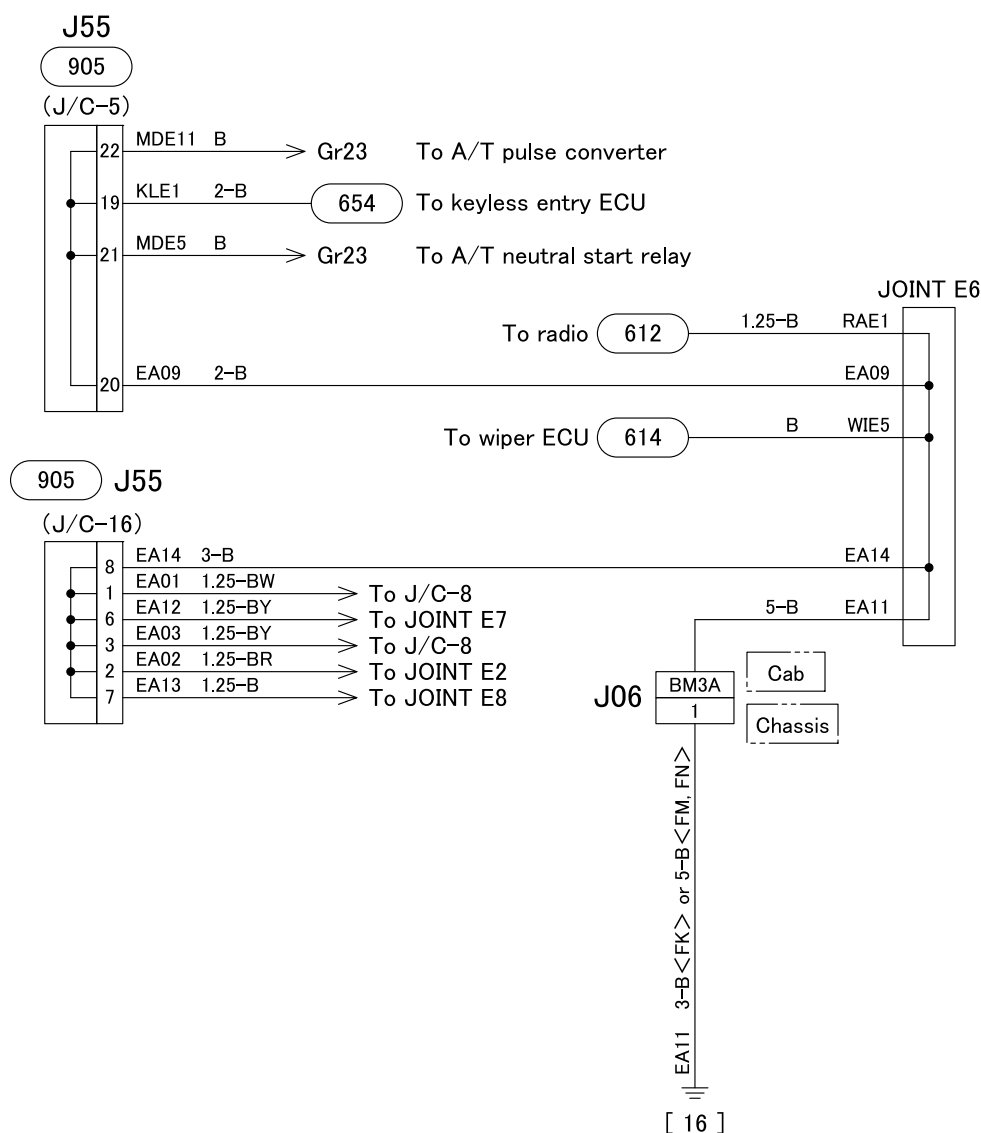 J55
905
(J/C-5)
22 MDE11 B Gr23 To A/T pulse converter
19 KLE1 2-B 654 To keyless entry ECU
21 MDE5 B Gr23 To A/T neutral start relay
JOINT E6
To radio 612 1.25-B RAE1
20 EA09 2-B EA09
To wiper ECU 614 B WIE5
905 J55
(J/C-16)
8 EA14 3-B EA14
1 EA01 1.25-BW To J/C-8
6 EA12 1.25-BY To JOINT E7
3 EA03 1.25-BY To J/C-8
2 EA02 1.25-BR To JOINT E2
7 EA13 1.25-B To JOINT E8
5-B EA11
J06 BM3A
1
Cab
Chassis
EA11 3-B<FK> or 5-B<FM, FN>
[ 16 ]